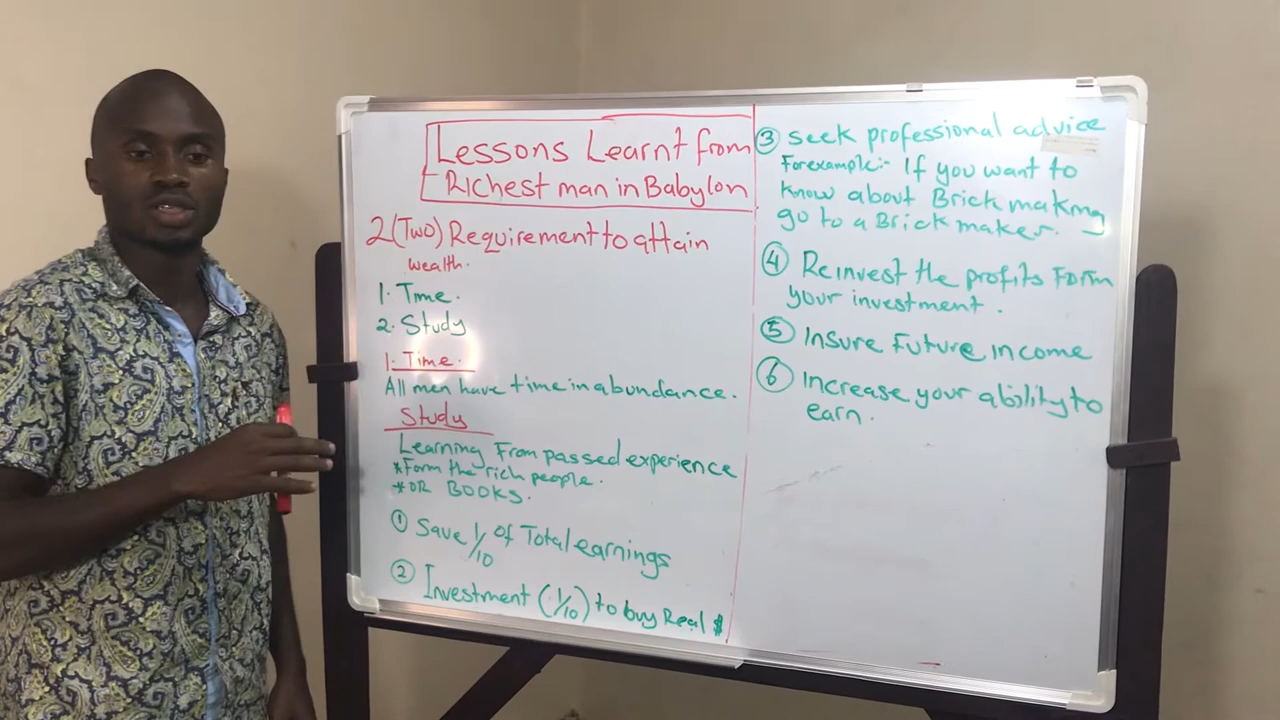 Lessons Learnt from
Richest man in Babylon
2 (Two) Requirement to attain
wealth.
1. Time.
2. Study
1. Time.
All men have time in abundance.
Study
Learning From passed experience
*Form the rich people.
*OR BOOKS.
① Save 1/10 of Total earnings
② Investment (1/10) to buy Real $
③ seek professional advice
For example:- If you want to
know about Brick making
go to a Brick maker.
④ Reinvest the profits Form
your investment.
⑤ Insure Future income
⑥ Increase your ability to
earn.